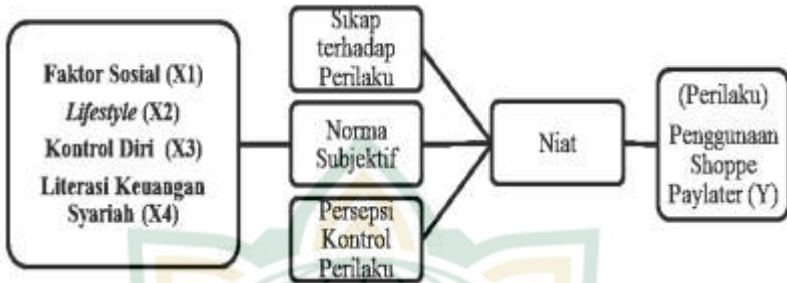 Faktor Sosial (X1)
Lifestyle (X2)
Kontrol Diri (X3)
Literasi Keuangan
Syariah (X4)
Sikap
terhadap
Perilaku
Norma
Subjektif
Persepsi
Kontrol
Perilaku
Niat
(Perilaku)
Penggunaan
Shoppe
Paylater (Y)